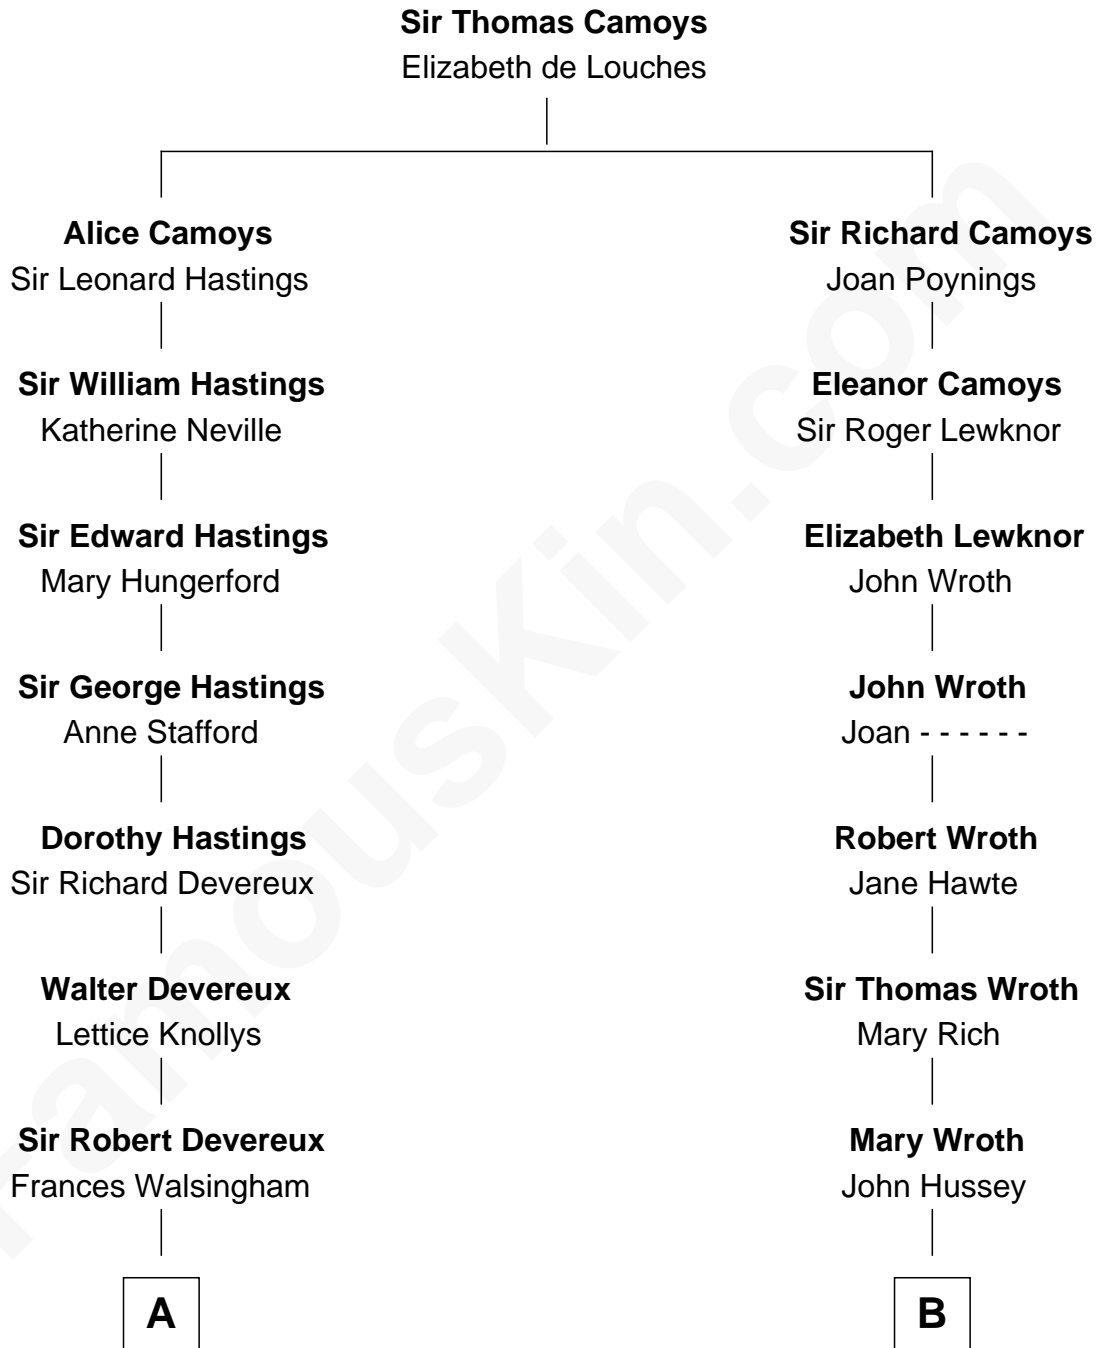 Sir Thomas Camoys
Elizabeth de Louches
Alice Camoys
Sir Leonard Hastings
Sir William Hastings
Katherine Neville
Sir Edward Hastings
Mary Hungerford
Sir George Hastings
Anne Stafford
Dorothy Hastings
Sir Richard Devereux
Walter Devereux
Lettice Knollys
Sir Robert Devereux
Frances Walsingham
A
Sir Richard Camoys
Joan Poynings
Eleanor Camoys
Sir Roger Lewknor
Elizabeth Lewknor
John Wroth
John Wroth
Joan - - - - - -
Robert Wroth
Jane Hawte
Sir Thomas Wroth
Mary Rich
Mary Wroth
John Hussey
B
FamousKin.com